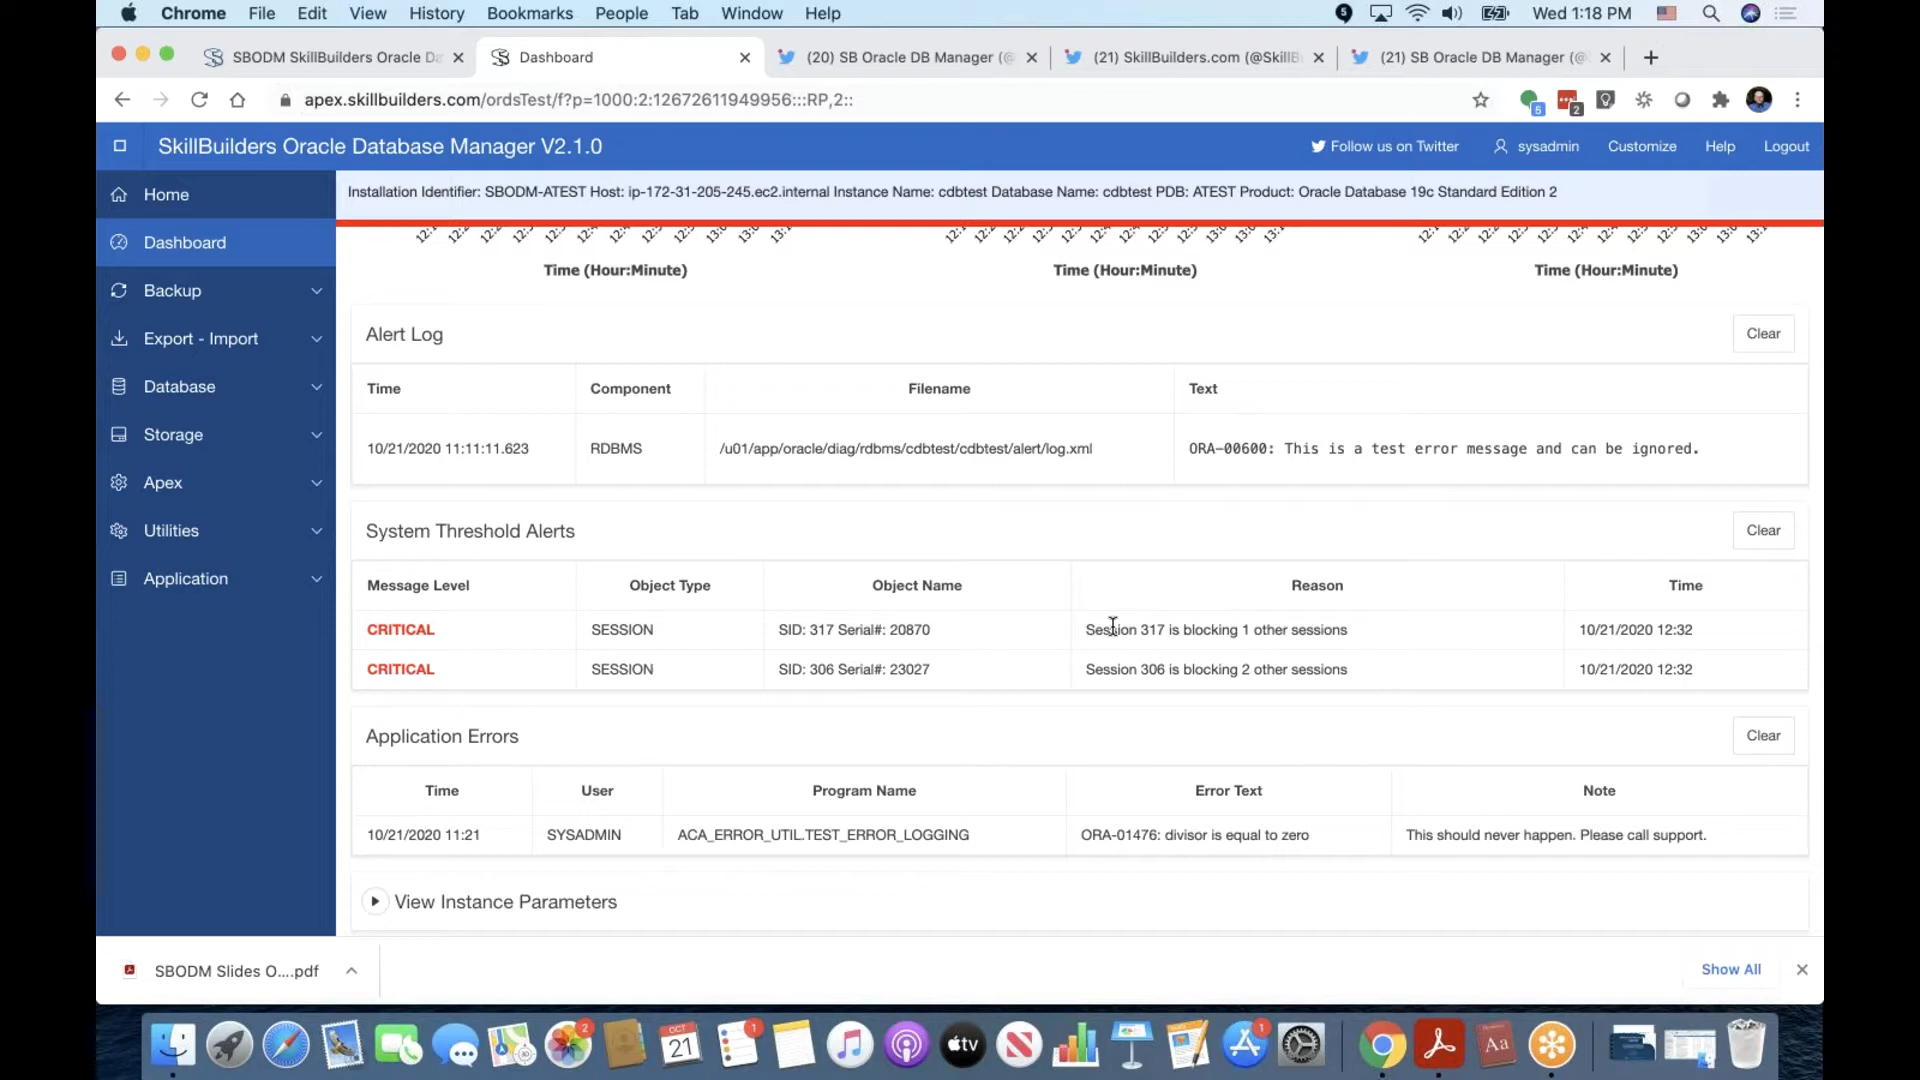 Chrome File Edit View History Bookmarks People Tab Window Help Wed 1:18 PM
SBODM SkillBuilders Oracle Da Dashboard (20) SB Oracle DB Manager (@ (21) SkillBuilders.com (@SkillB (21) SB Oracle DB Manager (@
apex.skillbuilders.com/ordsTest/f?p=1000:2:12672611949956:::RP,2::
5 2
SkillBuilders Oracle Database Manager V2.1.0 Follow us on Twitter sysadmin Customize Help Logout
Installation Identifier: SBODM-ATEST Host: ip-172-31-205-245.ec2.internal Instance Name: cdbtest Database Name: cdbtest PDB: ATEST Product: Oracle Database 19c Standard Edition 2
Home
Dashboard
Backup
Export - Import
Database
Storage
Apex
Utilities
Application
Time (Hour:Minute) Time (Hour:Minute) Time (Hour:Minute)
Alert Log Clear
Time Component Filename Text
10/21/2020 11:11:11.623 RDBMS /u01/app/oracle/diag/rdbms/cdbtest/cdbtest/alert/log.xml ORA-00600: This is a test error message and can be ignored.
System Threshold Alerts Clear
Message Level Object Type Object Name Reason Time
CRITICAL SESSION SID: 317 Serial#: 20870 Session 317 is blocking 1 other sessions 10/21/2020 12:32
CRITICAL SESSION SID: 306 Serial#: 23027 Session 306 is blocking 2 other sessions 10/21/2020 12:32
Application Errors Clear
Time User Program Name Error Text Note
10/21/2020 11:21 SYSADMIN ACA_ERROR_UTIL.TEST_ERROR_LOGGING ORA-01476: divisor is equal to zero This should never happen. Please call support.
View Instance Parameters
SBODM Slides O....pdf Show All
2 OCT 21 1 tv 1 Aa